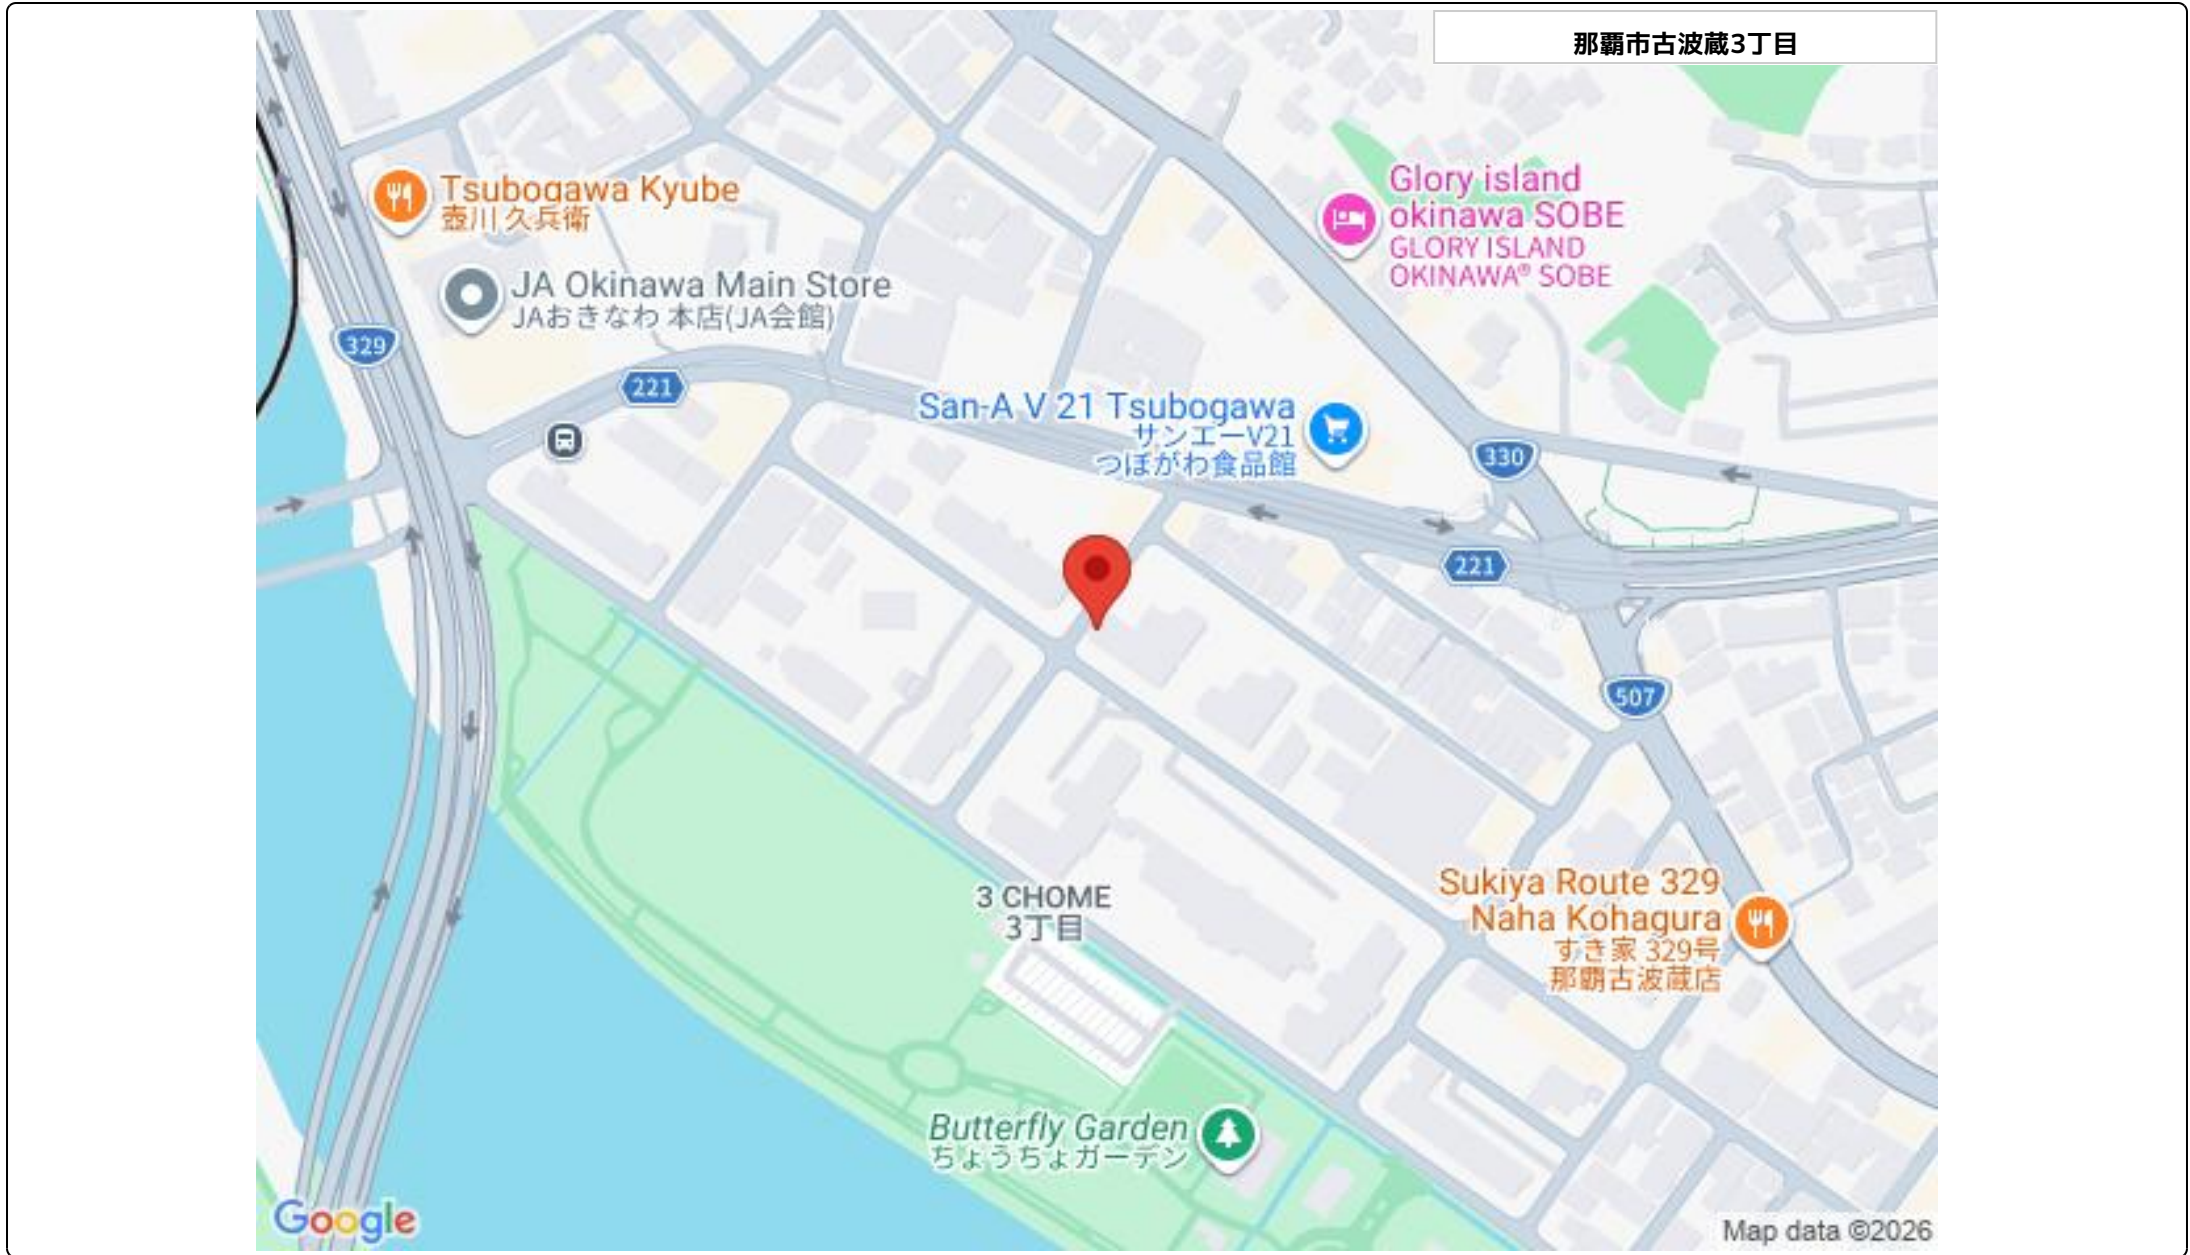 那覇市古波蔵3丁目
Tsubogawa Kyube
壺川 久兵衛
Glory island
okinawa SOBE
GLORY ISLAND
OKINAWA® SOBE
JA Okinawa Main Store
JAおきなわ 本店(JA会館)
329
221
San-A V 21 Tsubogawa
サンエーV21
つぼがわ食品館
330
221
507
Sukiya Route 329
Naha Kohagura
すき家 329号
那覇古波蔵店
3 CHOME
3丁目
Butterfly Garden
ちょうちょガーデン
Google
Map data ©2026